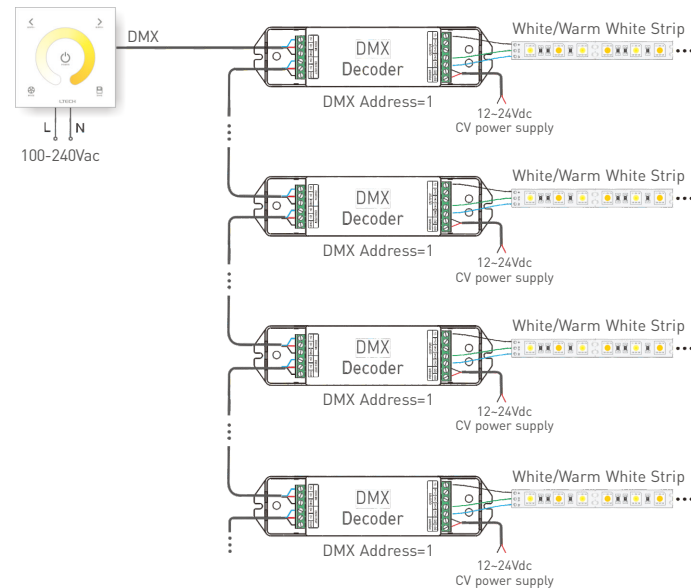 DMX
LTECH
L N
100-240Vac
DMX
Decoder
DMX Address=1
White/Warm White Strip
12~24Vdc
CV power supply
DMX
Decoder
DMX Address=1
White/Warm White Strip
12~24Vdc
CV power supply
DMX
Decoder
DMX Address=1
White/Warm White Strip
12~24Vdc
CV power supply
DMX
Decoder
DMX Address=1
White/Warm White Strip
12~24Vdc
CV power supply